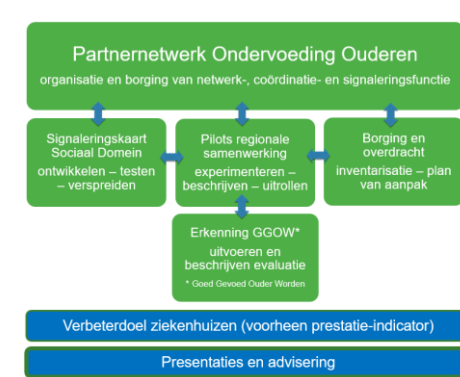 Partnernetwerk Ondervoeding Ouderen
organisatie en borging van netwerk-, coördinatie- en signaleringsfunctie
Signaleringskaart
Sociaal Domein
ontwikkelen – testen
– verspreiden
Pilots regionale
samenwerking
experimenteren –
beschrijven – uitrollen
Borging en
overdracht
inventarisatie – plan
van aanpak
Erkenning GGOW*
uitvoeren en
beschrijven evaluatie
* Goed Gevoed Ouder Worden
Verbeterdoel ziekenhuizen (voorheen prestatie-indicator)
Presentaties en advisering